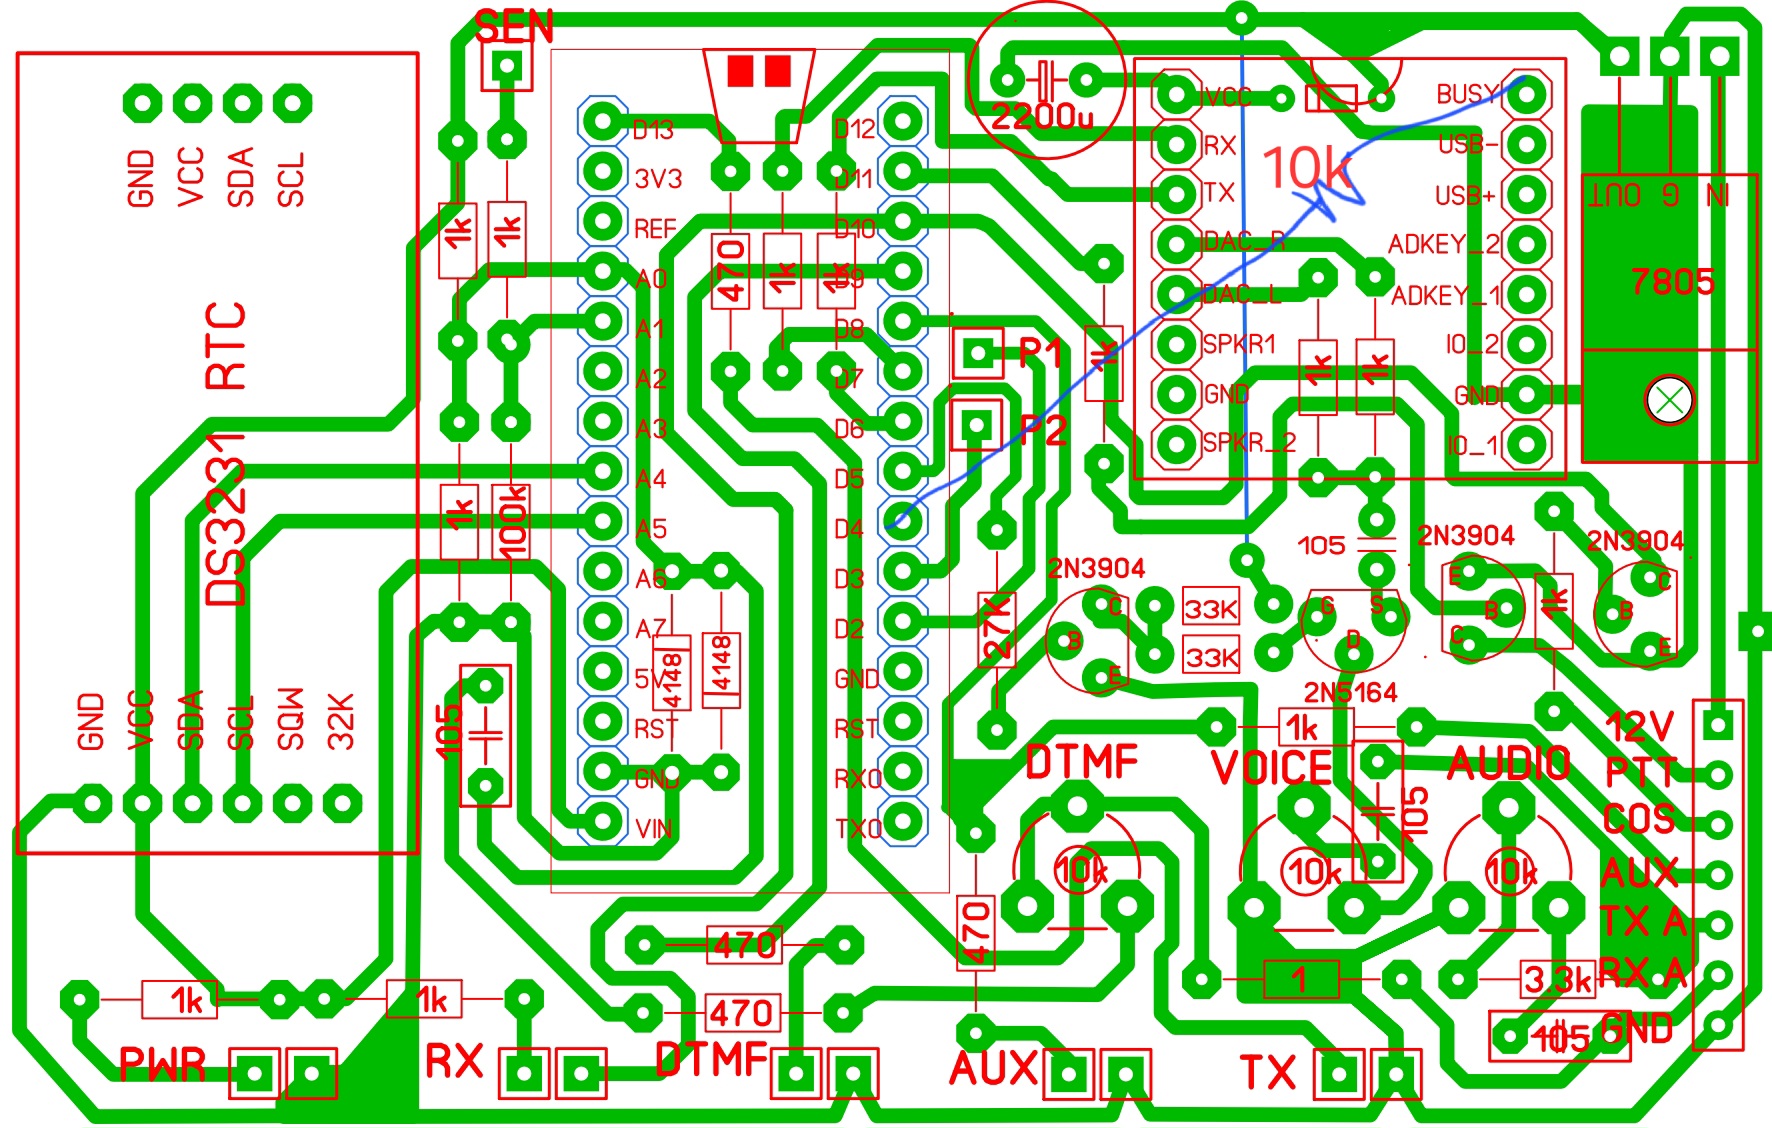 SEN
GND
VCC
SDA
SCL
DS3231 RTC
GND
VCC
SDA
SCL
SQW
32K
1k
1k
1k
100k
105
D13
3V3
REF
A0
A1
A2
A3
A4
A5
A6
A7
5V
RST
GND
VIN
D12
D11
D10
D9
D8
D7
D6
D5
D4
D3
D2
GND
RST
RX0
TX0
470
1k
1k
4148
4148
2200u
P1
P2
1k
27K
VCC
RX
TX
DAC_R
DAC_L
SPKR1
GND
SPKR_2
BUSY
USB-
USB+
ADKEY_2
ADKEY_1
IO_2
GND
IO_1
10k
1k
1k
OUT
G
IN
7805
2N3904
C
B
E
33K
33K
105
G
S
D
2N5164
2N3904
E
B
C
1k
2N3904
C
B
E
1k
DTMF
10k
VOICE
10k
105
AUDIO
10k
12V
PTT
COS
AUX
TX A
RX A
GND
470
470
470
1
3.3k
105
1k
1k
PWR
RX
DTMF
AUX
TX